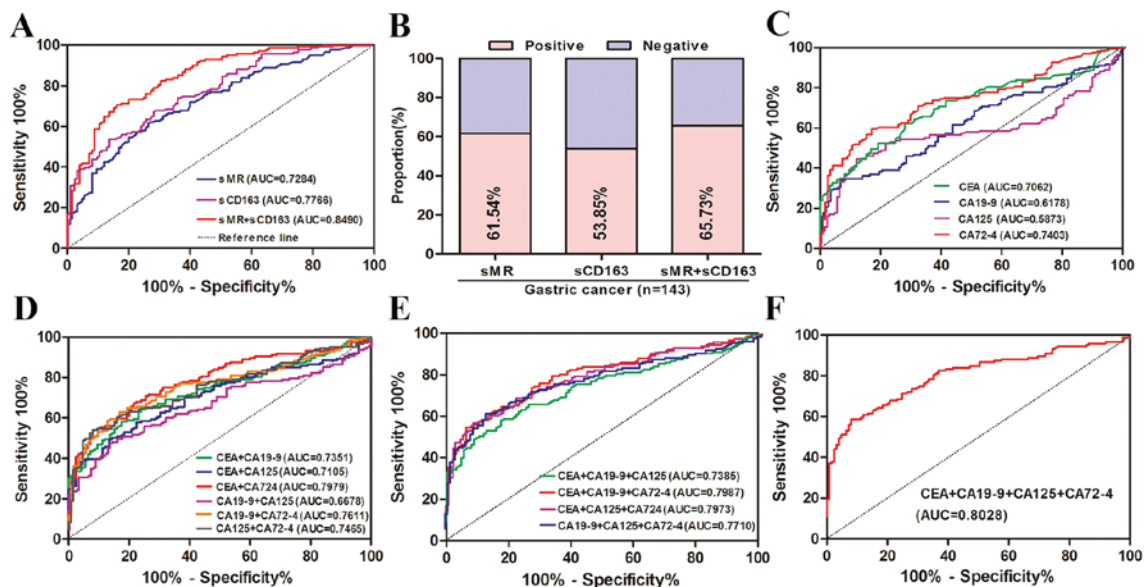 A
Sensitivity 100%
100
80
60
40
20
0
0 20 40 60 80 100
100% - Specificity%
sMR (AUC=0.7284)
sCD163 (AUC=0.7766)
sMR+sCD163 (AUC=0.8490)
Reference line
B
Positive Negative
Proportion(%)
100
80
60
40
20
0
61.54%
53.85%
65.73%
sMR sCD163 sMR+sCD163
Gastric cancer (n=143)
C
Sensitivity 100%
100
80
60
40
20
0
0 20 40 60 80 100
100% - Specificity%
CEA (AUC=0.7062)
CA19-9 (AUC=0.6178)
CA125 (AUC=0.5873)
CA72-4 (AUC=0.7403)
D
Sensitivity 100%
100
80
60
40
20
0
0 20 40 60 80 100
100% - Specificity%
CEA+CA19-9 (AUC=0.7351)
CEA+CA125 (AUC=0.7105)
CEA+CA724 (AUC=0.7979)
CA19-9+CA125 (AUC=0.6678)
CA19-9+CA72-4 (AUC=0.7611)
CA125+CA72-4 (AUC=0.7465)
E
Sensitivity 100%
100
80
60
40
20
0
0 20 40 60 80 100
100% - Specificity%
CEA+CA19-9+CA125 (AUC=0.7385)
CEA+CA19-9+CA72-4 (AUC=0.7987)
CEA+CA125+CA724 (AUC=0.7973)
CA19-9+CA125+CA72-4 (AUC=0.7710)
F
Sensitivity 100%
100
80
60
40
20
0
0 20 40 60 80 100
100% - Specificity%
CEA+CA19-9+CA125+CA72-4
(AUC=0.8028)